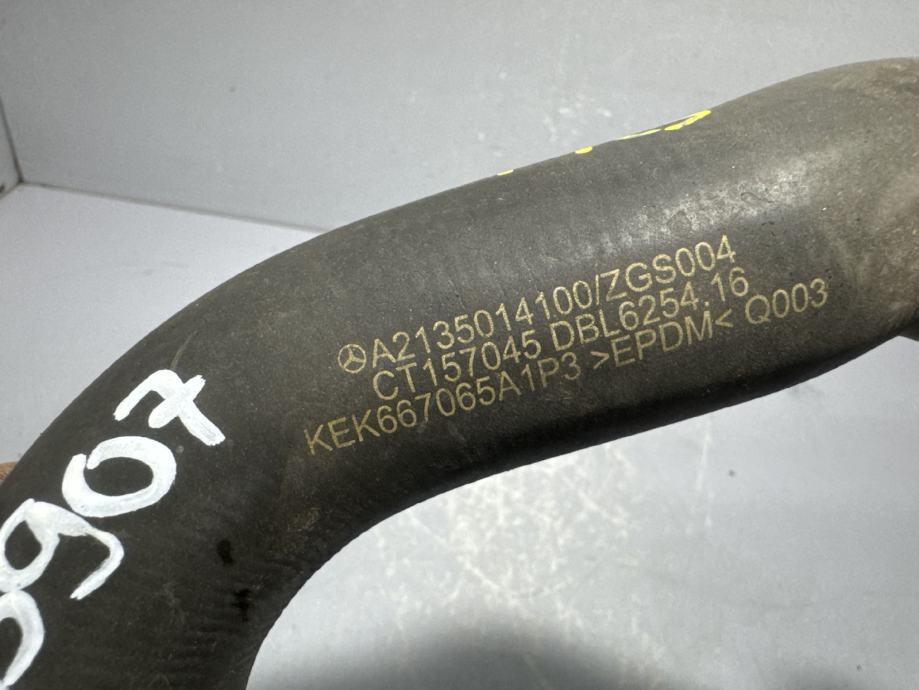 A2135014100/ZGS004
CT157045 DBL6254.16
KEK667065A1P3 >EPDM< Q003
907